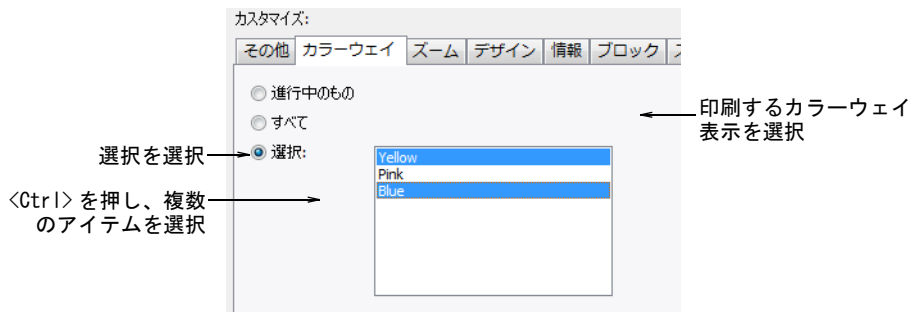 カスタマイズ:
その他 カラーウェイ ズーム デザイン 情報 ブロック
進行中のもの
すべて
選択:
Yellow
Pink
Blue
印刷するカラーウェイ
表示を選択
選択を選択
<Ctrl>を押し、複数
のアイテムを選択